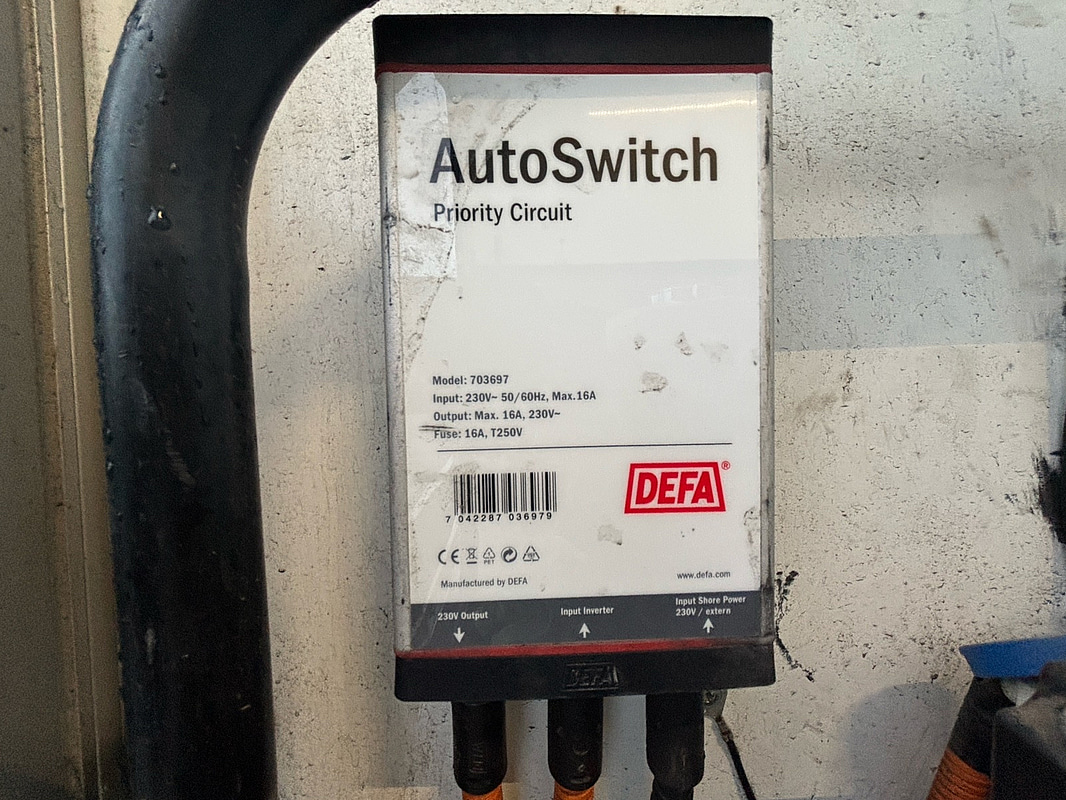 AutoSwitch
Priority Circuit
Model: 703697
Input: 230V~ 50/60Hz, Max.16A
Output: Max. 16A, 230V~
Fuse: 16A, T250V
DEFA®
7 042287 036979
CE PET
Manufactured by DEFA
www.defa.com
230V Output
Input Inverter
Input Shore Power
230V / extern
DEFA